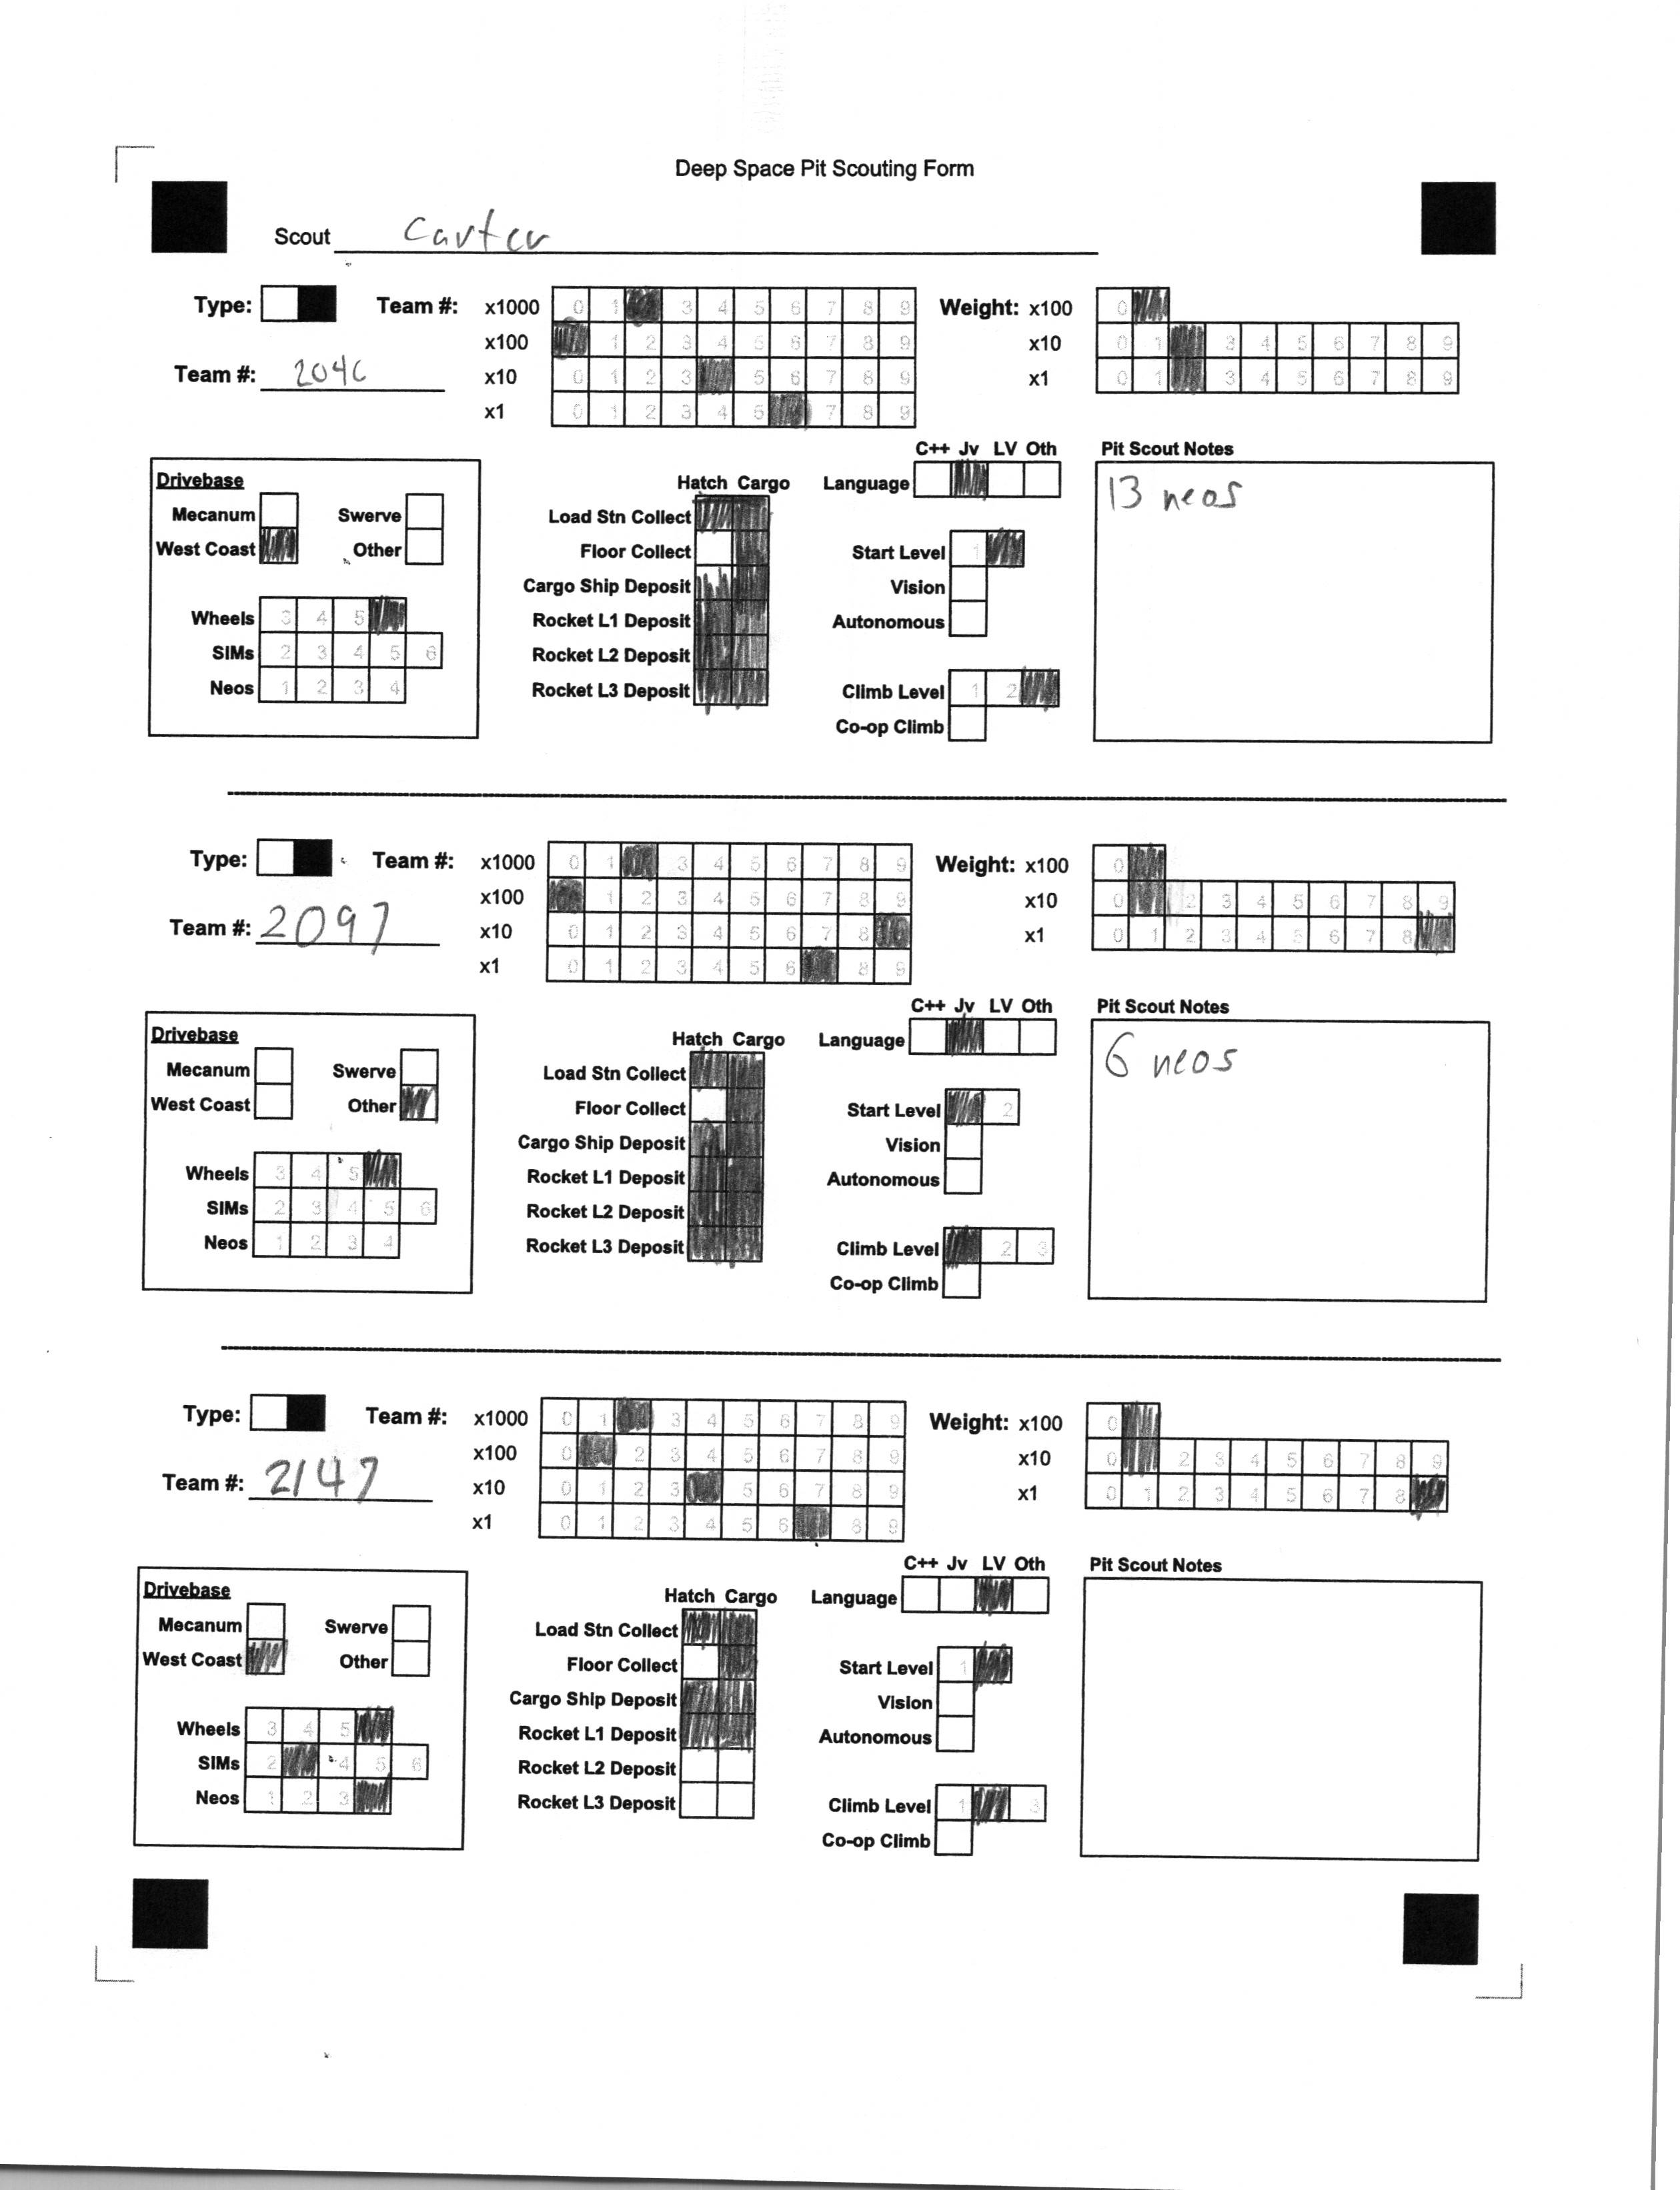 Deep Space Pit Scouting Form
Scout Carter
Type: Team #: x1000 0 1 3 4 5 6 7 8 9 Weight: x100 0
x100 1 2 3 4 5 6 7 8 9 x10 0 1 3 4 5 6 7 8 9
Team #: 2046 x10 0 1 2 3 5 6 7 8 9 x1 0 1 3 4 5 6 7 8 9
x1 0 1 2 3 4 5 7 8 9
C++ Jv LV Oth Pit Scout Notes
Drivebase Hatch Cargo Language 13 neos
Mecanum Swerve Load Stn Collect
West Coast Other Floor Collect Start Level 1
Cargo Ship Deposit Vision
Wheels 3 4 5 Rocket L1 Deposit Autonomous
SIMs 2 3 4 5 6 Rocket L2 Deposit
Neos 1 2 3 4 Rocket L3 Deposit Climb Level 1 2
Co-op Climb
Type: Team #: x1000 0 1 3 4 5 6 7 8 9 Weight: x100 0
x100 1 2 3 4 5 6 7 8 9 x10 0 2 3 4 5 6 7 8 9
Team #: 2097 x10 0 1 2 3 4 5 6 7 8 x1 0 1 2 3 4 5 6 7 8
x1 0 1 2 3 4 5 6 8 9
C++ Jv LV Oth Pit Scout Notes
Drivebase Hatch Cargo Language 6 neos
Mecanum Swerve Load Stn Collect
West Coast Other Floor Collect Start Level 2
Cargo Ship Deposit Vision
Wheels 3 4 5 Rocket L1 Deposit Autonomous
SIMs 2 3 4 5 6 Rocket L2 Deposit
Neos 1 2 3 4 Rocket L3 Deposit Climb Level 2 3
Co-op Climb
Type: Team #: x1000 0 1 3 4 5 6 7 8 9 Weight: x100 0
x100 0 2 3 4 5 6 7 8 9 x10 0 2 3 4 5 6 7 8 9
Team #: 2147 x10 0 1 2 3 5 6 7 8 9 x1 0 1 2 3 4 5 6 7 8
x1 0 1 2 3 4 5 6 8 9
C++ Jv LV Oth Pit Scout Notes
Drivebase Hatch Cargo Language
Mecanum Swerve Load Stn Collect
West Coast Other Floor Collect Start Level 1
Cargo Ship Deposit Vision
Wheels 3 4 5 Rocket L1 Deposit Autonomous
SIMs 2 4 5 6 Rocket L2 Deposit
Neos 1 2 3 Rocket L3 Deposit Climb Level 1 3
Co-op Climb